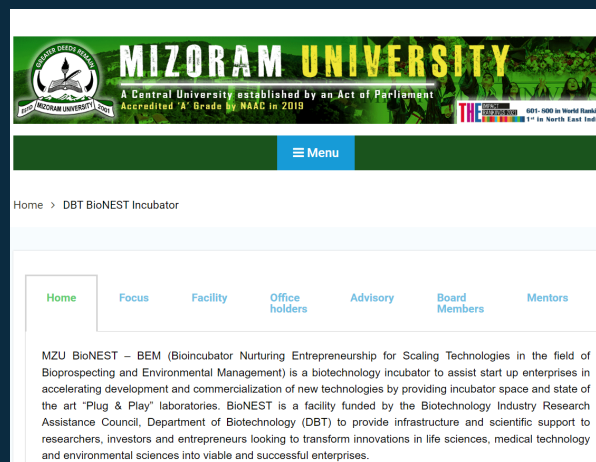 GREATER DEEDS REMAIN
ESTD MIZORAM UNIVERSITY 2001
MIZORAM UNIVERSITY
A Central University established by an Act of Parliament
Accredited 'A' Grade by NAAC in 2019
THE IMPACT RANKINGS
601- 800 in World Ranki
1st in North East Indi
Menu
Home > DBT BioNEST Incubator
Home Focus Facility Office holders Advisory Board Members Mentors
MZU BioNEST – BEM (Bioincubator Nurturing Entrepreneurship for Scaling Technologies in the field of
Bioprospecting and Environmental Management) is a biotechnology incubator to assist start up enterprises in
accelerating development and commercialization of new technologies by providing incubator space and state of
the art “Plug & Play” laboratories. BioNEST is a facility funded by the Biotechnology Industry Research
Assistance Council, Department of Biotechnology (DBT) to provide infrastructure and scientific support to
researchers, investors and entrepreneurs looking to transform innovations in life sciences, medical technology
and environmental sciences into viable and successful enterprises.